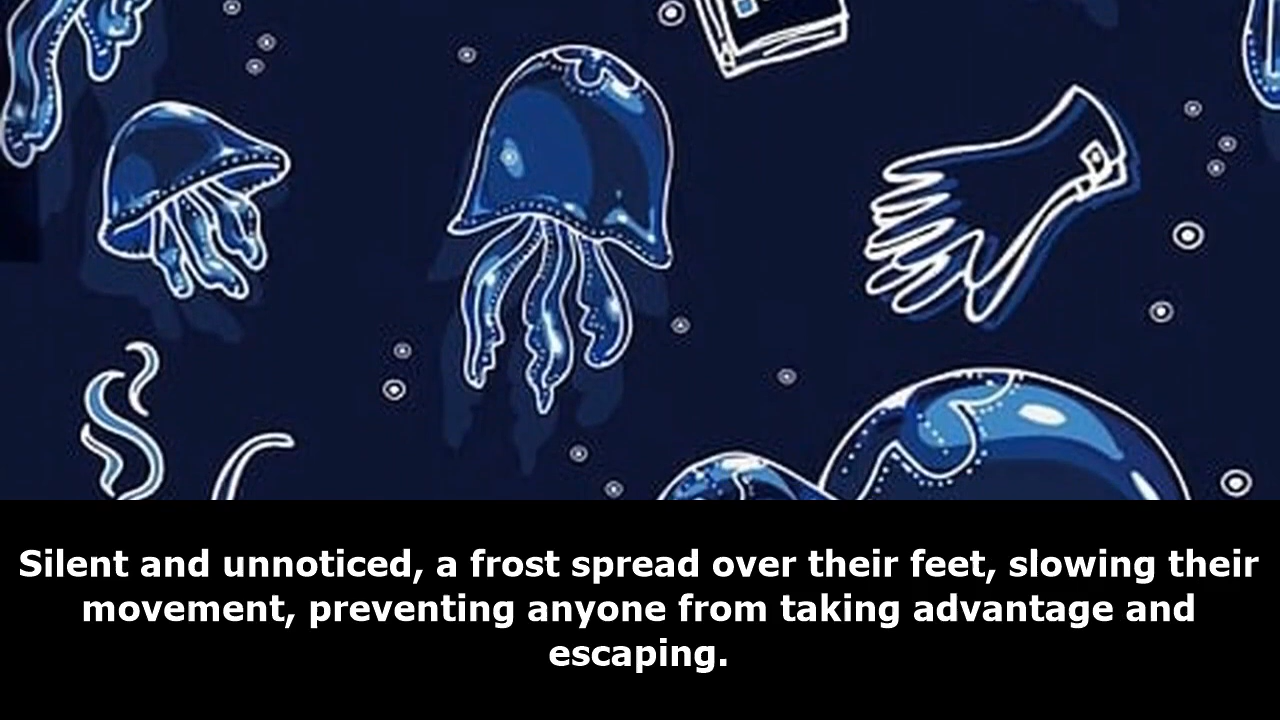 Silent and unnoticed, a frost spread over their feet, slowing their
movement, preventing anyone from taking advantage and
escaping.